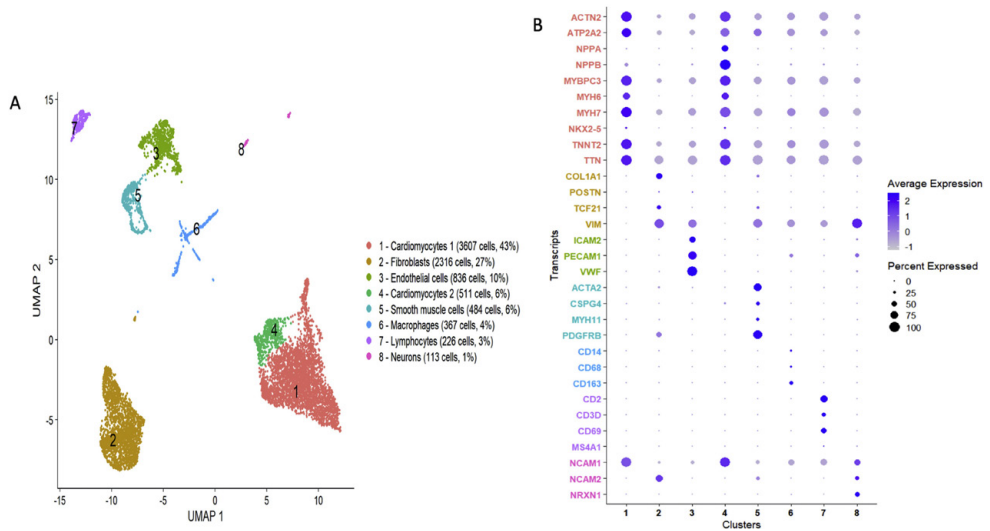 A
UMAP 2
15
10
5
0
-5
-15
-10
-5
0
5
10
UMAP 1
7
3
8
5
6
4
1
2
1 - Cardiomyocytes 1 (3607 cells, 43%)
2 - Fibroblasts (2316 cells, 27%)
3 - Endothelial cells (836 cells, 10%)
4 - Cardiomyocytes 2 (511 cells, 6%)
5 - Smooth muscle cells (484 cells, 6%)
6 - Macrophages (367 cells, 4%)
7 - Lymphocytes (226 cells, 3%)
8 - Neurons (113 cells, 1%)
B
Transcripts
ACTN2
ATP2A2
NPPA
NPPB
MYBPC3
MYH6
MYH7
NKX2-5
TNNT2
TTN
COL1A1
POSTN
TCF21
VIM
ICAM2
PECAM1
VWF
ACTA2
CSPG4
MYH11
PDGFRB
CD14
CD68
CD163
CD2
CD3D
CD69
MS4A1
NCAM1
NCAM2
NRXN1
1 2 3 4 5 6 7 8
Clusters
Average Expression
2
1
0
-1
Percent Expressed
0
25
50
75
100